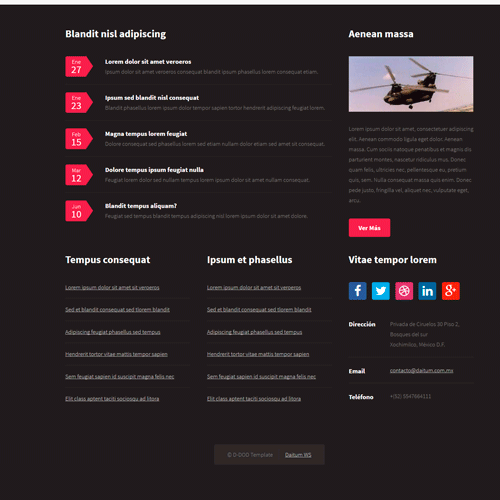 Blandit nisl adipiscing
Ene
27
Lorem dolor sit amet veroeros
Ipsum dolor sit amet veroeros consequat blandit ipsum phasellus lorem consequat etiam.
Ene
23
Ipsum sed blandit nisl consequat
Blandit phasellus lorem ipsum dolor tempor sapien tortor hendrerit adipiscing feugiat lorem.
Feb
15
Magna tempus lorem feugiat
Dolore consequat sed phasellus lorem sed etiam nullam dolor etiam sed amet sit consequat.
Mar
12
Dolore tempus ipsum feugiat nulla
Feugiat lorem dolor sed nullam tempus lorem ipsum dolor sit amet nullam consequat.
Jun
10
Blandit tempus aliquam?
Feugiat sed tempus blandit tempus adipiscing nisl lorem ipsum dolor sit amet dolore.
Aenean massa
Lorem ipsum dolor sit amet, consectetuer adipiscing
elit. Aenean commodo ligula eget dolor. Aenean
massa. Cum sociis natoque penatibus et magnis dis
parturient montes, nascetur ridiculus mus. Donec
quam felis, ultricies nec, pellentesque eu, pretium
quis, sem. Nulla consequat massa quis enim. Donec
pede justo, fringilla vel, aliquet nec, vulputate eget,
arcu.
Ver Más
Tempus consequat
Lorem ipsum dolor sit amet sit veroeros
Sed et blandit consequat sed tlorem blandit
Adipiscing feugiat phasellus sed tempus
Hendrerit tortor vitae mattis tempor sapien
Sem feugiat sapien id suscipit magna felis nec
Elit class aptent taciti sociosqu ad litora
Ipsum et phasellus
Lorem ipsum dolor sit amet sit veroeros
Sed et blandit consequat sed tlorem blandit
Adipiscing feugiat phasellus sed tempus
Hendrerit tortor vitae mattis tempor sapien
Sem feugiat sapien id suscipit magna felis nec
Elit class aptent taciti sociosqu ad litora
Vitae tempor lorem
f
in
g+
Dirección
Privada de Ciruelos 30 Piso 2,
Bosques del sur
Xochimilco, México D.F.
Email
contacto@daitum.com.mx
Teléfono
+(52) 5547604111
© D-DOD Template
Daitum WS